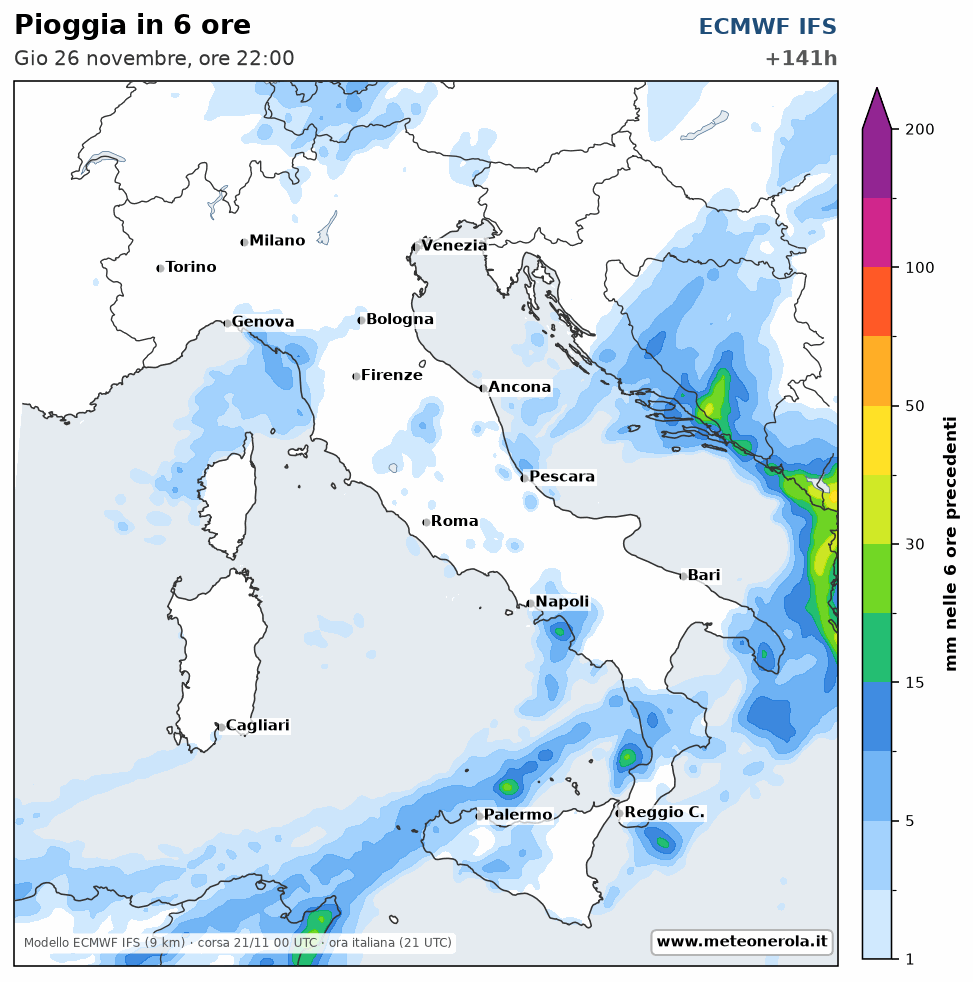 Pioggia in 6 ore
ECMWF IFS
Gio 26 novembre, ore 22:00
+141h
200
100
50
30
15
5
1
mm nelle 6 ore precedenti
Milano
Venezia
Torino
Genova
Bologna
Firenze
Ancona
Pescara
Roma
Bari
Napoli
Cagliari
Palermo
Reggio C.
Modello ECMWF IFS (9 km) · corsa 21/11 00 UTC · ora italiana (21 UTC)
www.meteonerola.it